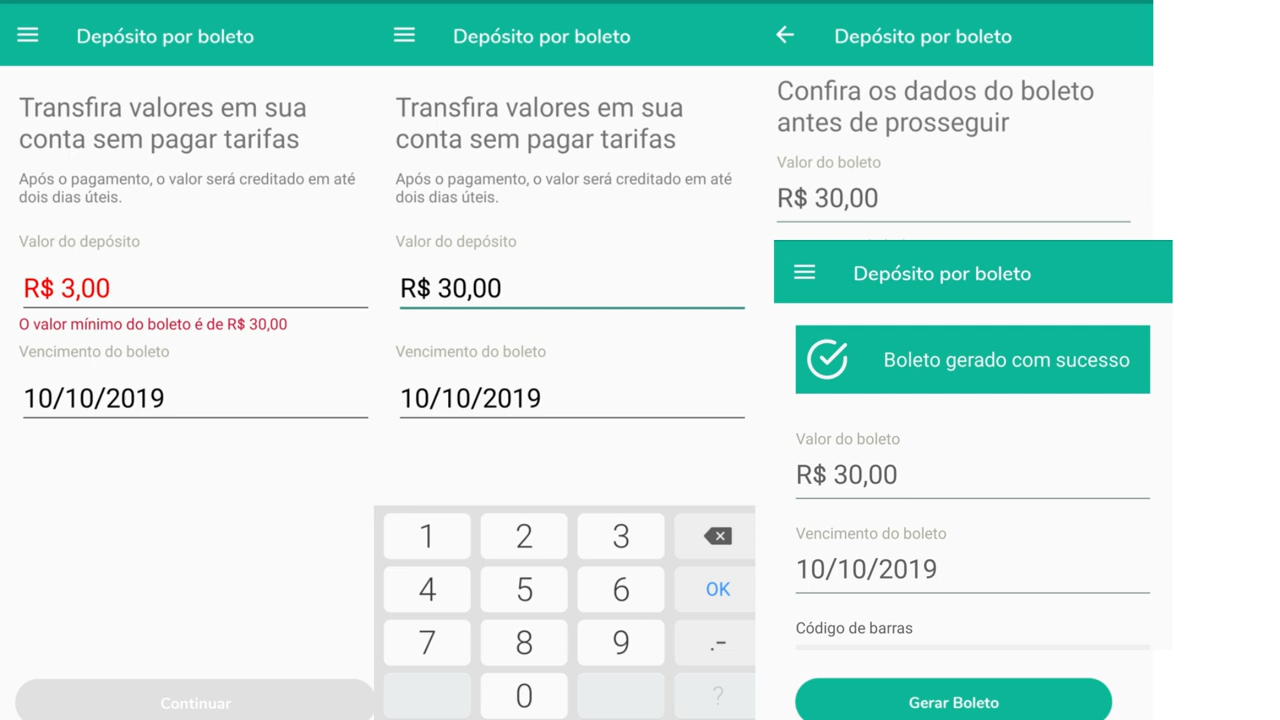 Depósito por boleto
Transfira valores em sua
conta sem pagar tarifas
Após o pagamento, o valor será creditado em até
dois dias úteis.
Valor do depósito
R$ 3,00
O valor mínimo do boleto é de R$ 30,00
Vencimento do boleto
10/10/2019
Continuar
Depósito por boleto
Transfira valores em sua
conta sem pagar tarifas
Após o pagamento, o valor será creditado em até
dois dias úteis.
Valor do depósito
R$ 30,00
Vencimento do boleto
10/10/2019
1 2 3
4 5 6 OK
7 8 9 .-
0 ?
Depósito por boleto
Confira os dados do boleto
antes de prosseguir
Valor do boleto
R$ 30,00
Depósito por boleto
Boleto gerado com sucesso
Valor do boleto
R$ 30,00
Vencimento do boleto
10/10/2019
Código de barras
Gerar Boleto